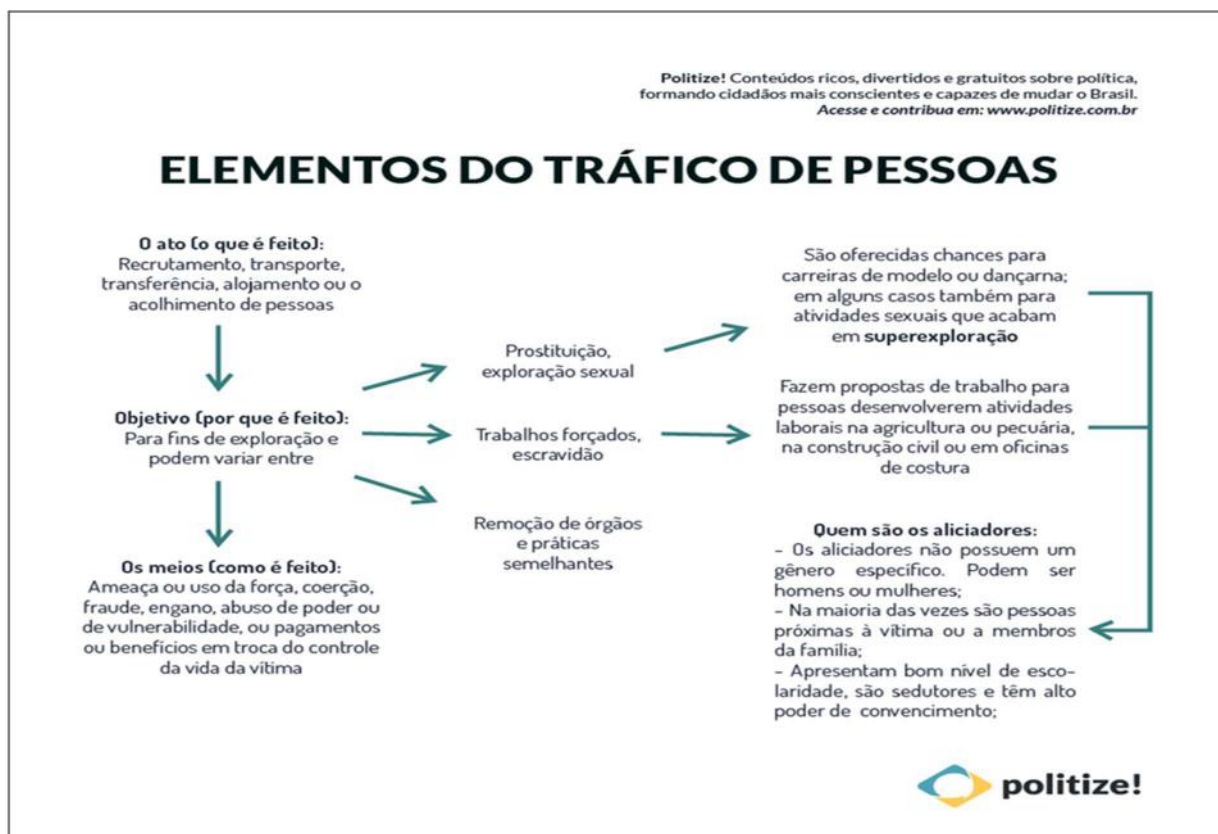 Politize! Conteúdos ricos, divertidos e gratuitos sobre política,
formando cidadãos mais conscientes e capazes de mudar o Brasil.
Acesse e contribua em: www.politize.com.br
ELEMENTOS DO TRÁFICO DE PESSOAS
O ato (o que é feito):
Recrutamento, transporte,
transferência, alojamento ou o
acolhimento de pessoas
Objetivo (por que é feito):
Para fins de exploração e
podem variar entre
Os meios (como é feito):
Ameaça ou uso da força, coerção,
fraude, engano, abuso de poder ou
de vulnerabilidade, ou pagamentos
ou benefícios em troca do controle
da vida da vítima
Prostituição,
exploração sexual
Trabalhos forçados,
escravidão
Remoção de órgãos
e práticas
semelhantes
São oferecidas chances para
carreiras de modelo ou dançarna;
em alguns casos também para
atividades sexuais que acabam
em superexploração
Fazem propostas de trabalho para
pessoas desenvolverem atividades
laborais na agricultura ou pecuária,
na construção civil ou em oficinas
de costura
Quem são os aliciadores:
- Os aliciadores não possuem um
gênero específico. Podem ser
homens ou mulheres;
- Na maioria das vezes são pessoas
próximas à vítima ou a membros
da família;
- Apresentam bom nível de esco-
laridade, são sedutores e têm alto
poder de convencimento;
politize!